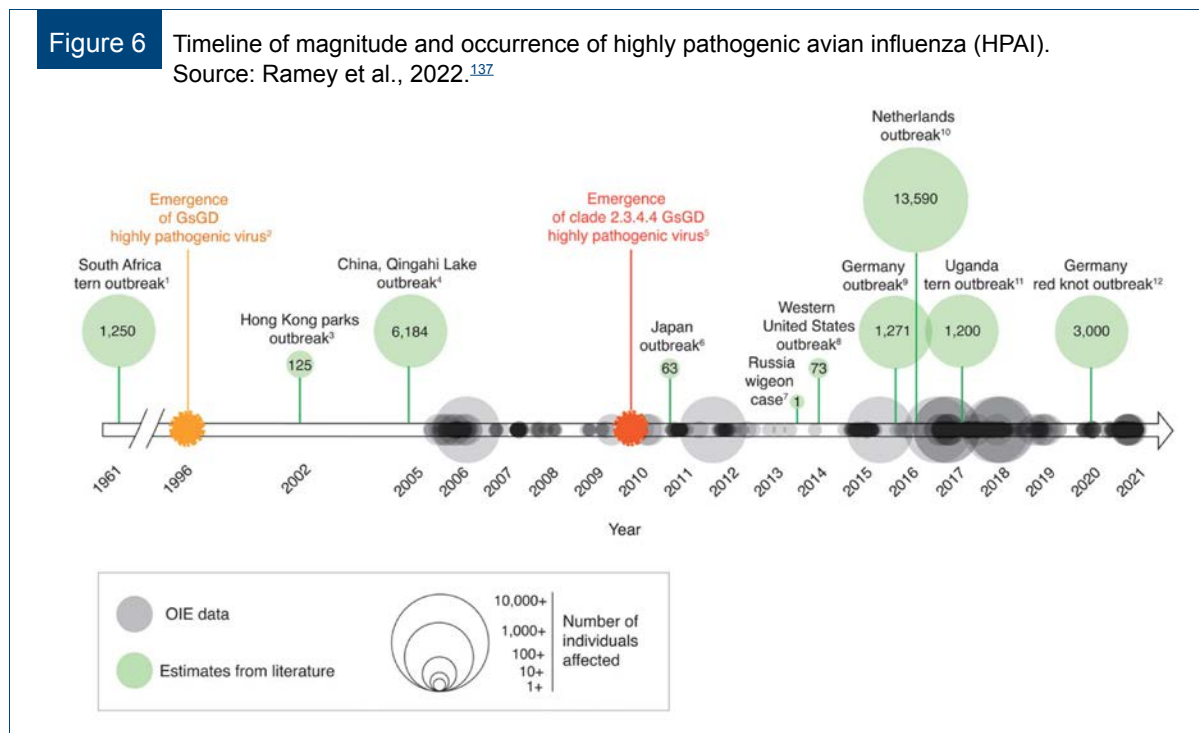 Figure 6
Timeline of magnitude and occurrence of highly pathogenic avian influenza (HPAI).
Source: Ramey et al., 2022.137
Netherlands
outbreak10
13,590
Emergence
of GsGD
highly pathogenic virus2
Emergence
of clade 2.3.4.4 GsGD
highly pathogenic virus5
South Africa
tern outbreak1
1,250
Hong Kong parks
outbreak3
125
China, Qingahi Lake
outbreak4
6,184
Japan
outbreak6
63
Russia
wigeon
case7
1
Western
United States
outbreak8
73
Germany
outbreak9
1,271
Uganda
tern outbreak11
1,200
Germany
red knot outbreak12
3,000
1961
1996
2002
2005
2006
2007
2008
2009
2010
2011
2012
2013
2014
2015
2016
2017
2018
2019
2020
2021
Year
OIE data
Estimates from literature
10,000+
1,000+
100+
10+
1+
Number of
individuals
affected